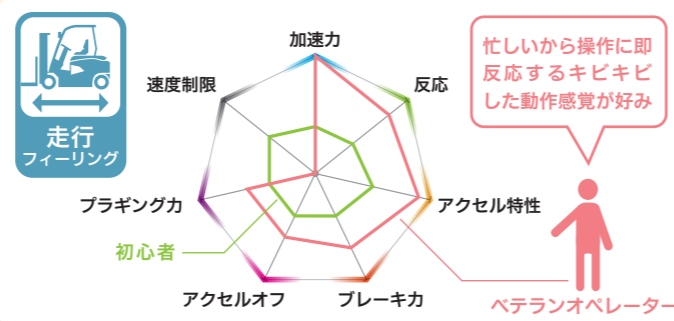 加速力
忙しいから操作に即
反応するキビキビ
した動作感覚が好み
速度制限
反応
走行
フィーリング
プラギング力
アクセル特性
初心者
アクセルオフ
ブレーキ力
ベテランオペレーター